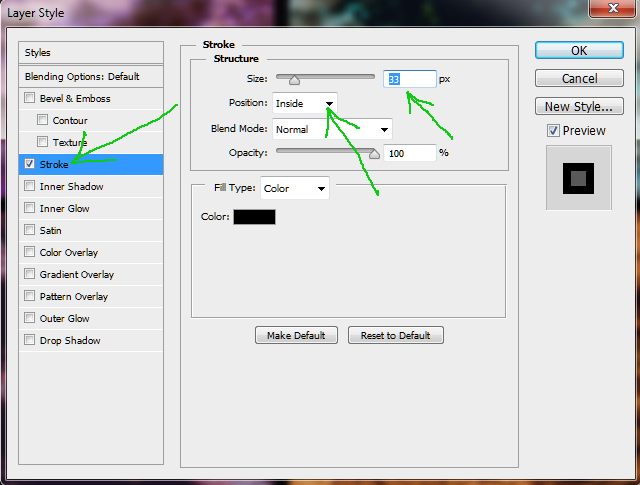 Layer Style
Styles
Blending Options: Default
Bevel & Emboss
Contour
Texture
Stroke
Inner Shadow
Inner Glow
Satin
Color Overlay
Gradient Overlay
Pattern Overlay
Outer Glow
Drop Shadow
Stroke
Structure
Size: 33 px
Position: Inside
Blend Mode: Normal
Opacity: 100 %
Fill Type: Color
Color:
Make Default Reset to Default
OK
Cancel
New Style...
Preview